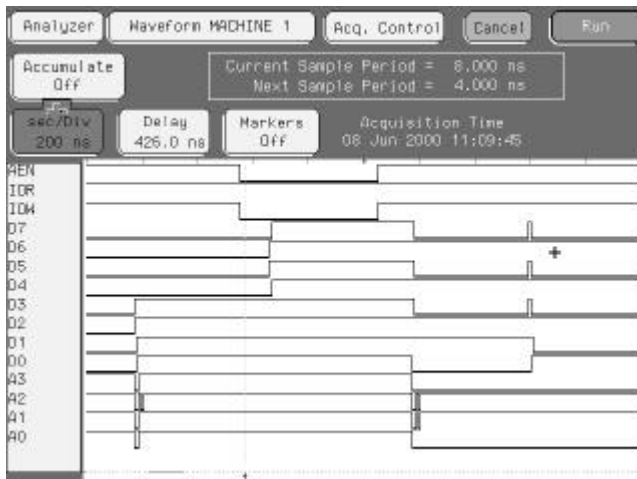 Analyzer Waveform MACHINE 1 Acq. Control Cancel Run
Accumulate
Off
Current Sample Period = 8.000 ns
Next Sample Period = 4.000 ns
sec/Div
200 ns
Delay
426.0 ns
Markers
Off
Acquisition Time
08 Jun 2000 11:09:45
AEN
IOR
IOW
D7
D6
D5
D4
D3
D2
D1
D0
A3
A2
A1
A0